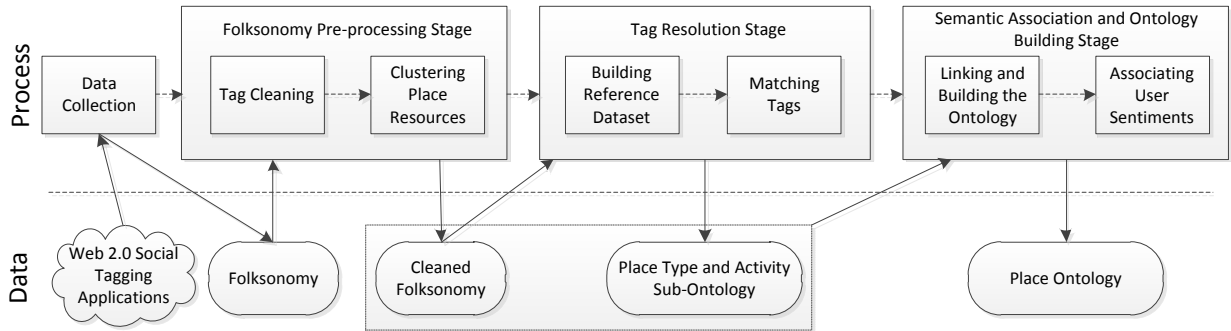 Process
Data
Collection
Folksonomy Pre-processing Stage
Tag Cleaning
Clustering
Place
Resources
Tag Resolution Stage
Building
Reference
Dataset
Matching
Tags
Semantic Association and Ontology
Building Stage
Linking and
Building the
Ontology
Associating
User
Sentiments
Data
Web 2.0 Social
Tagging
Applications
Folksonomy
Cleaned
Folksonomy
Place Type and Activity
Sub-Ontology
Place Ontology